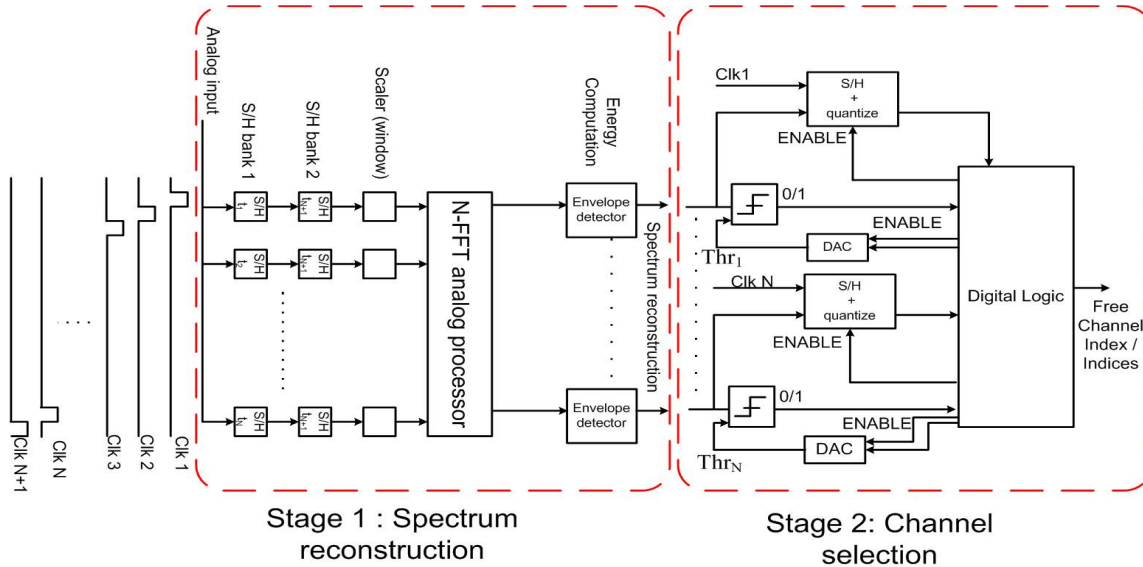 Clk N+1
Clk N
Clk 3
Clk 2
Clk 1
Analog input
S/H bank 1
S/H bank 2
Scaler (window)
Energy
Computation
S/H
t1
S/H
tN+1
S/H
t2
S/H
tN+1
S/H
tN
S/H
tN+1
N-FFT analog processor
Envelope
detector
Envelope
detector
Spectrum reconstruction
Clk1
S/H
+
quantize
ENABLE
0/1
ENABLE
DAC
Thr1
Clk N
S/H
+
quantize
ENABLE
0/1
ENABLE
DAC
ThrN
Digital Logic
Free
Channel
Index /
Indices
Stage 1 : Spectrum
reconstruction
Stage 2: Channel
selection